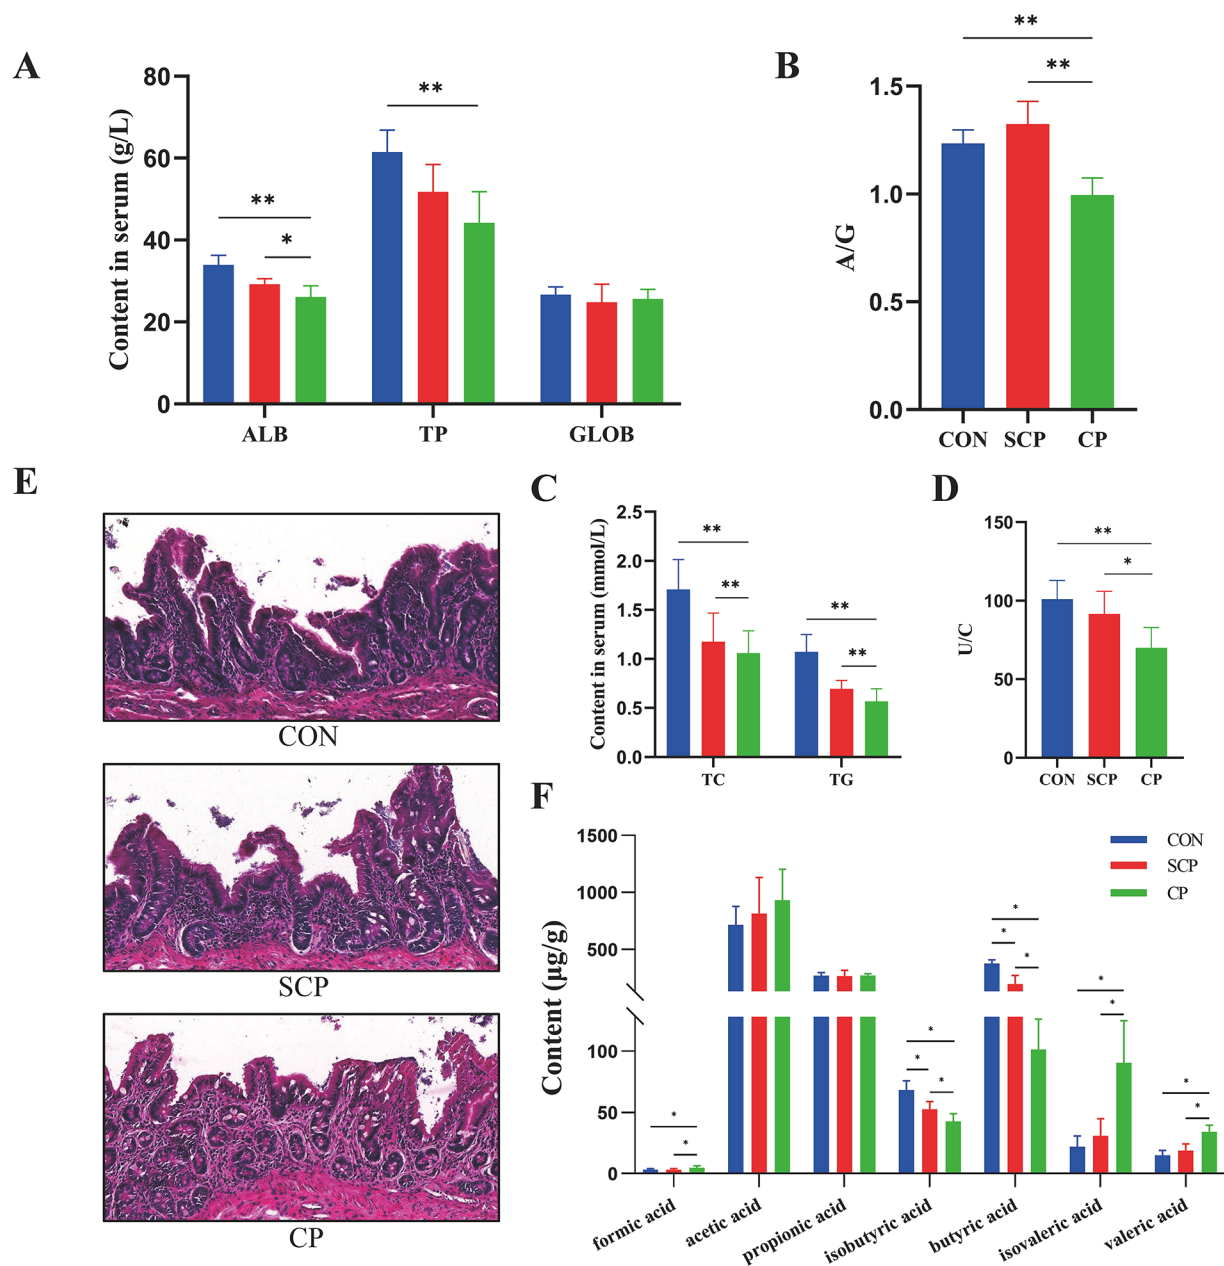 A
Content in serum (g/L)
80
60
40
20
0
**
*
**
ALB
TP
GLOB
B
A/G
1.5
1.0
0.5
0.0
**
**
CON
SCP
CP
E
CON
SCP
CP
C
Content in serum (mmol/L)
2.5
2.0
1.5
1.0
0.5
0.0
**
**
**
**
TC
TG
D
U/C
150
100
50
0
**
*
CON
SCP
CP
F
Content (μg/g)
1500
1000
500
100
50
0
CON
SCP
CP
*
*
*
*
*
*
*
*
*
*
*
*
formic acid
acetic acid
propionic acid
isobutyric acid
butyric acid
isovaleric acid
valeric acid